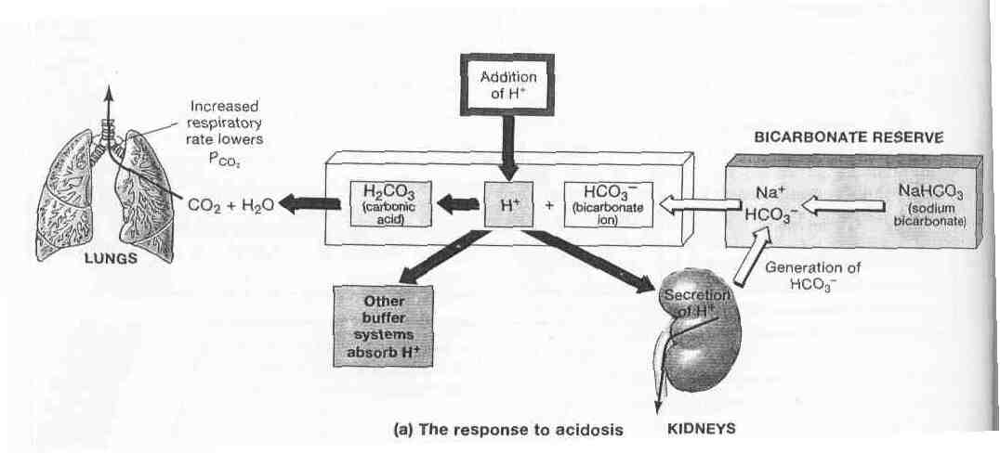 Addition
of H⁺
Increased
respiratory
rate lowers
P_CO₂
BICARBONATE RESERVE
H₂CO₃
(carbonic
acid)
H⁺
+
HCO₃⁻
(bicarbonate
ion)
Na⁺
HCO₃⁻
NaHCO₃
(sodium
bicarbonate)
CO₂ + H₂O
LUNGS
Generation of
HCO₃⁻
Other
buffer
systems
absorb H⁺
Secretion
of H⁺
(a) The response to acidosis
KIDNEYS